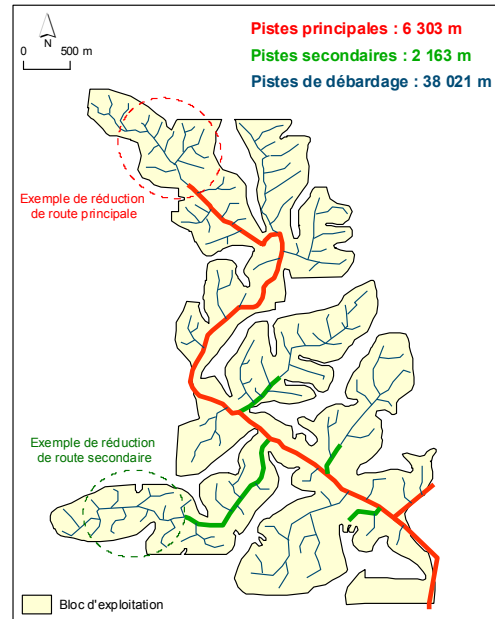 Pistes principales : 6 303 m
Pistes secondaires : 2 163 m
Pistes de débardage : 38 021 m
N
0 500 m
Exemple de réduction
de route principale
Exemple de réduction
de route secondaire
Bloc d'exploitation